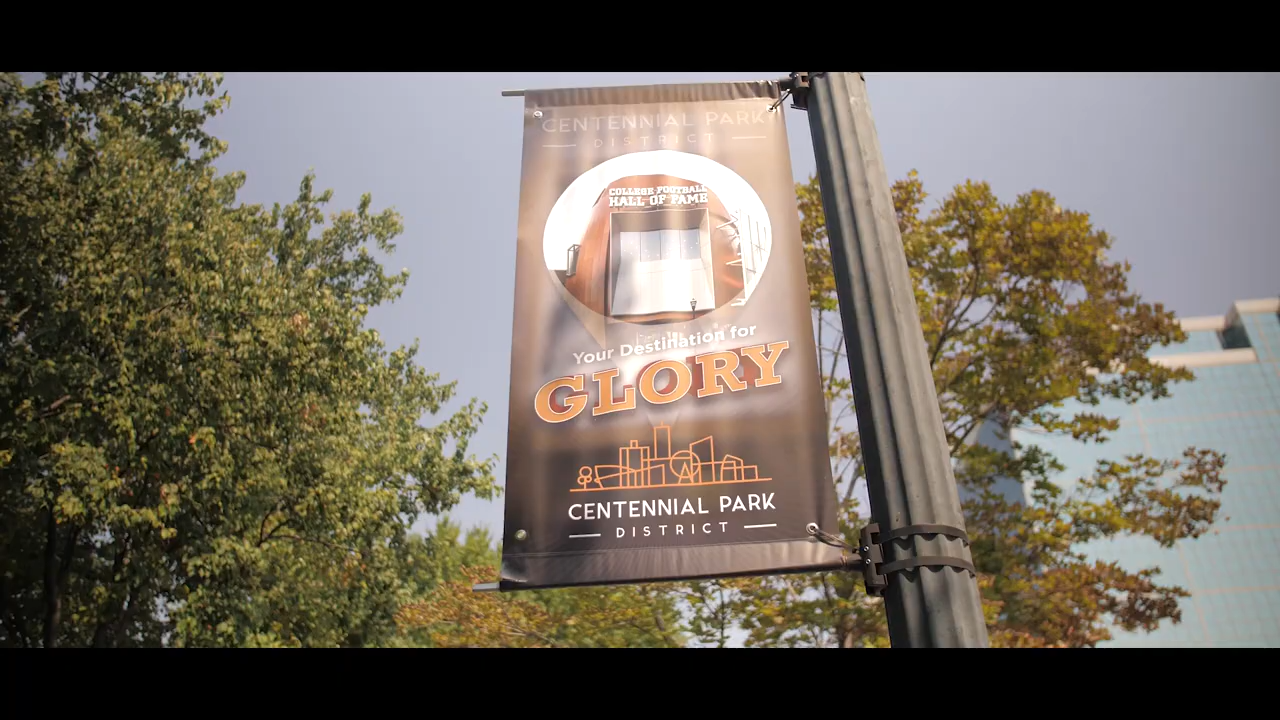 CENTENNIAL PARK
DISTRICT
COLLEGE FOOTBALL
HALL OF FAME
Your Destination for
GLORY
CENTENNIAL PARK
DISTRICT